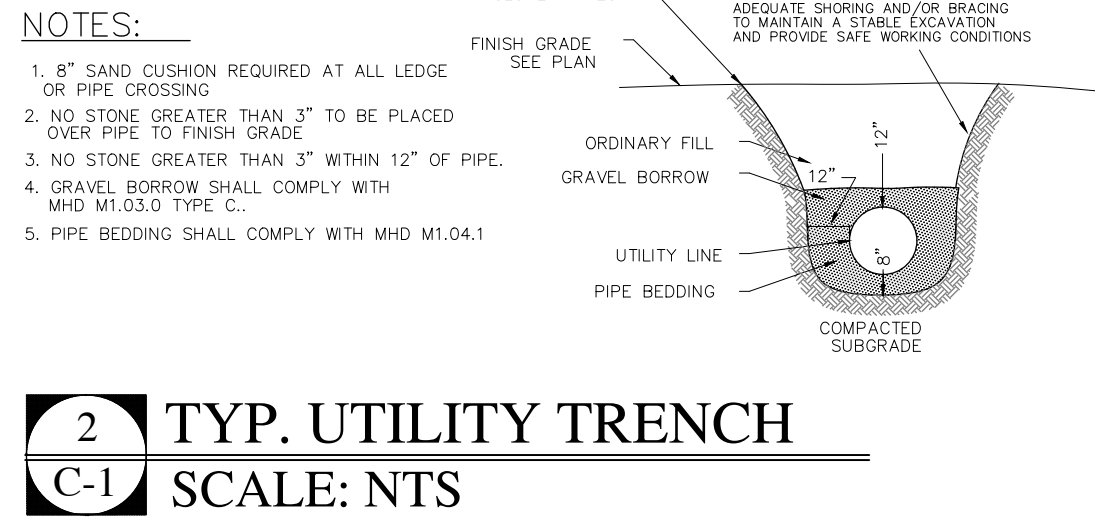 NOTES:
1. 8" SAND CUSHION REQUIRED AT ALL LEDGE
OR PIPE CROSSING
2. NO STONE GREATER THAN 3" TO BE PLACED
OVER PIPE TO FINISH GRADE
3. NO STONE GREATER THAN 3" WITHIN 12" OF PIPE.
4. GRAVEL BORROW SHALL COMPLY WITH
MHD M1.03.0 TYPE C..
5. PIPE BEDDING SHALL COMPLY WITH MHD M1.04.1
ADEQUATE SHORING AND/OR BRACING
TO MAINTAIN A STABLE EXCAVATION
AND PROVIDE SAFE WORKING CONDITIONS
FINISH GRADE
SEE PLAN
ORDINARY FILL
12"
GRAVEL BORROW
12"
UTILITY LINE
8"
PIPE BEDDING
COMPACTED
SUBGRADE
2
TYP. UTILITY TRENCH
C-1
SCALE: NTS